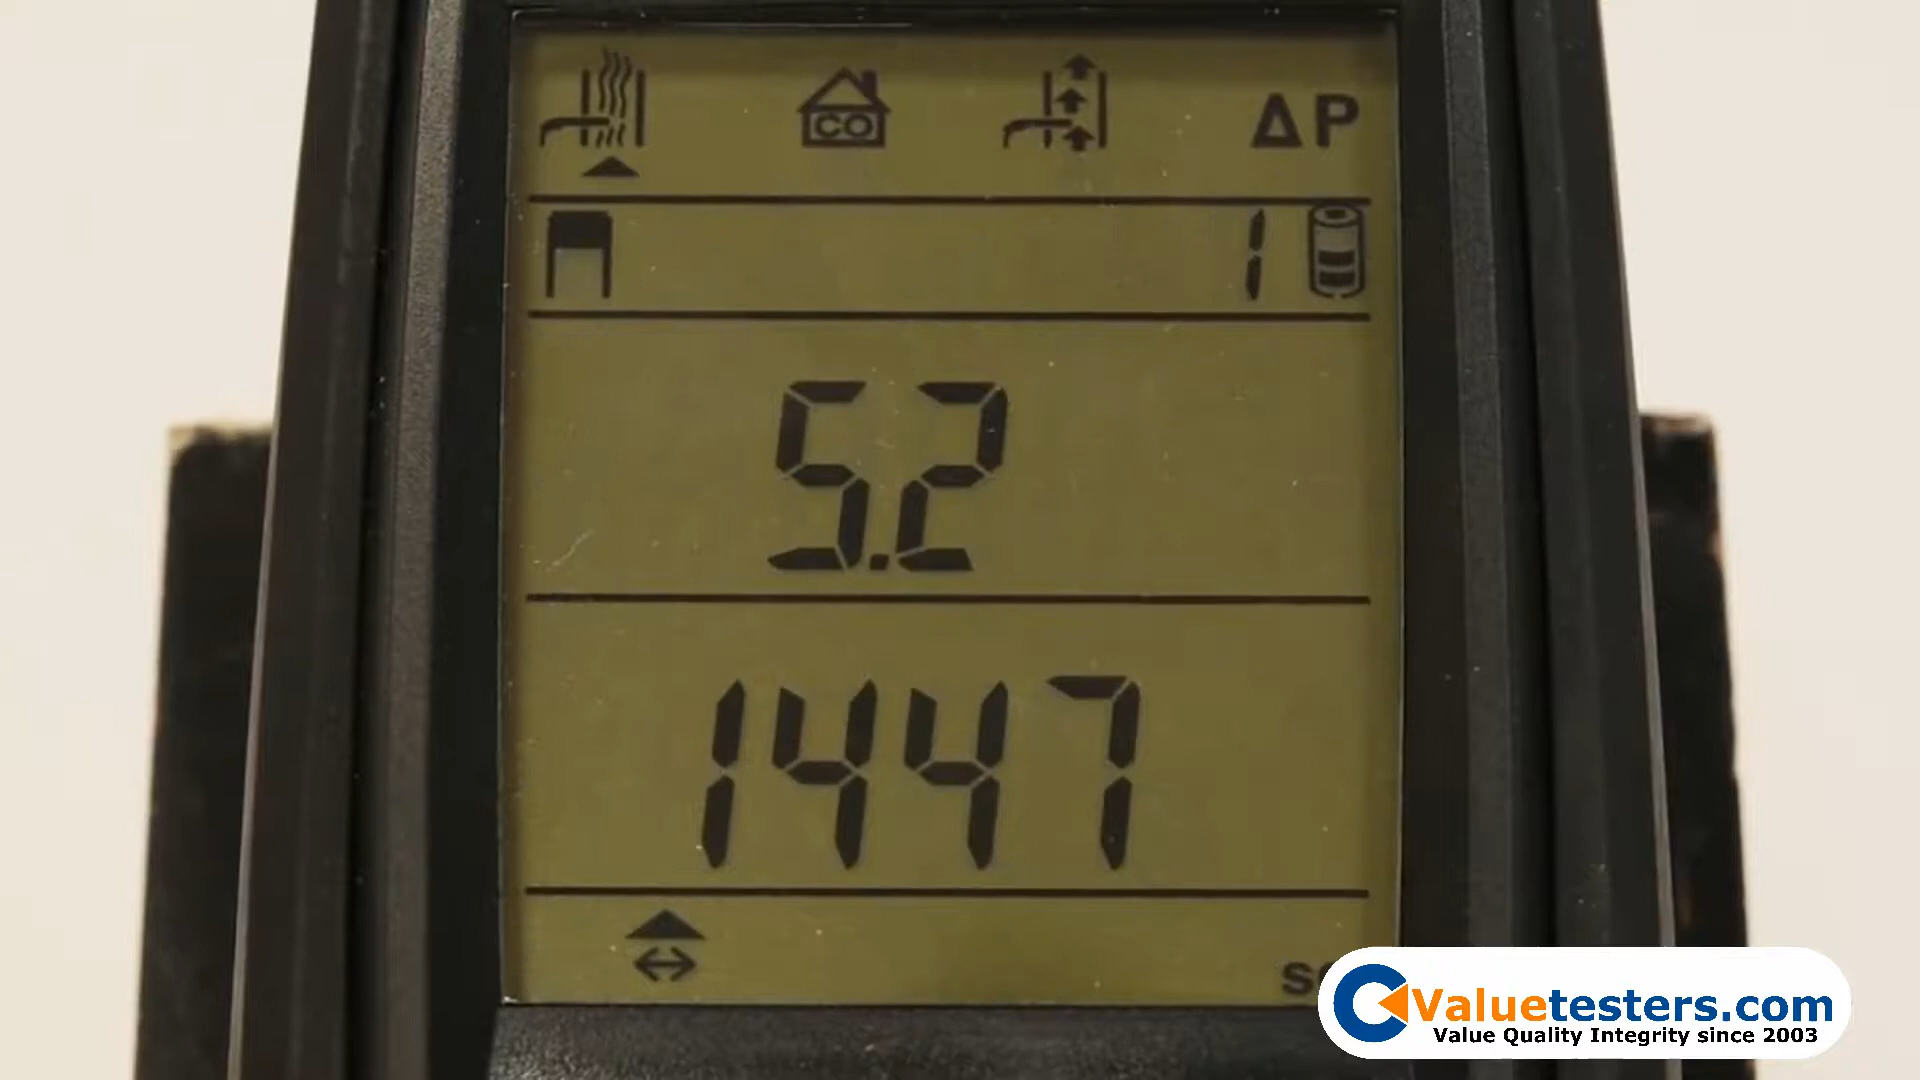 CO
ΔP
1
5.2
1447
Valuetesters.com
Value Quality Integrity since 2003